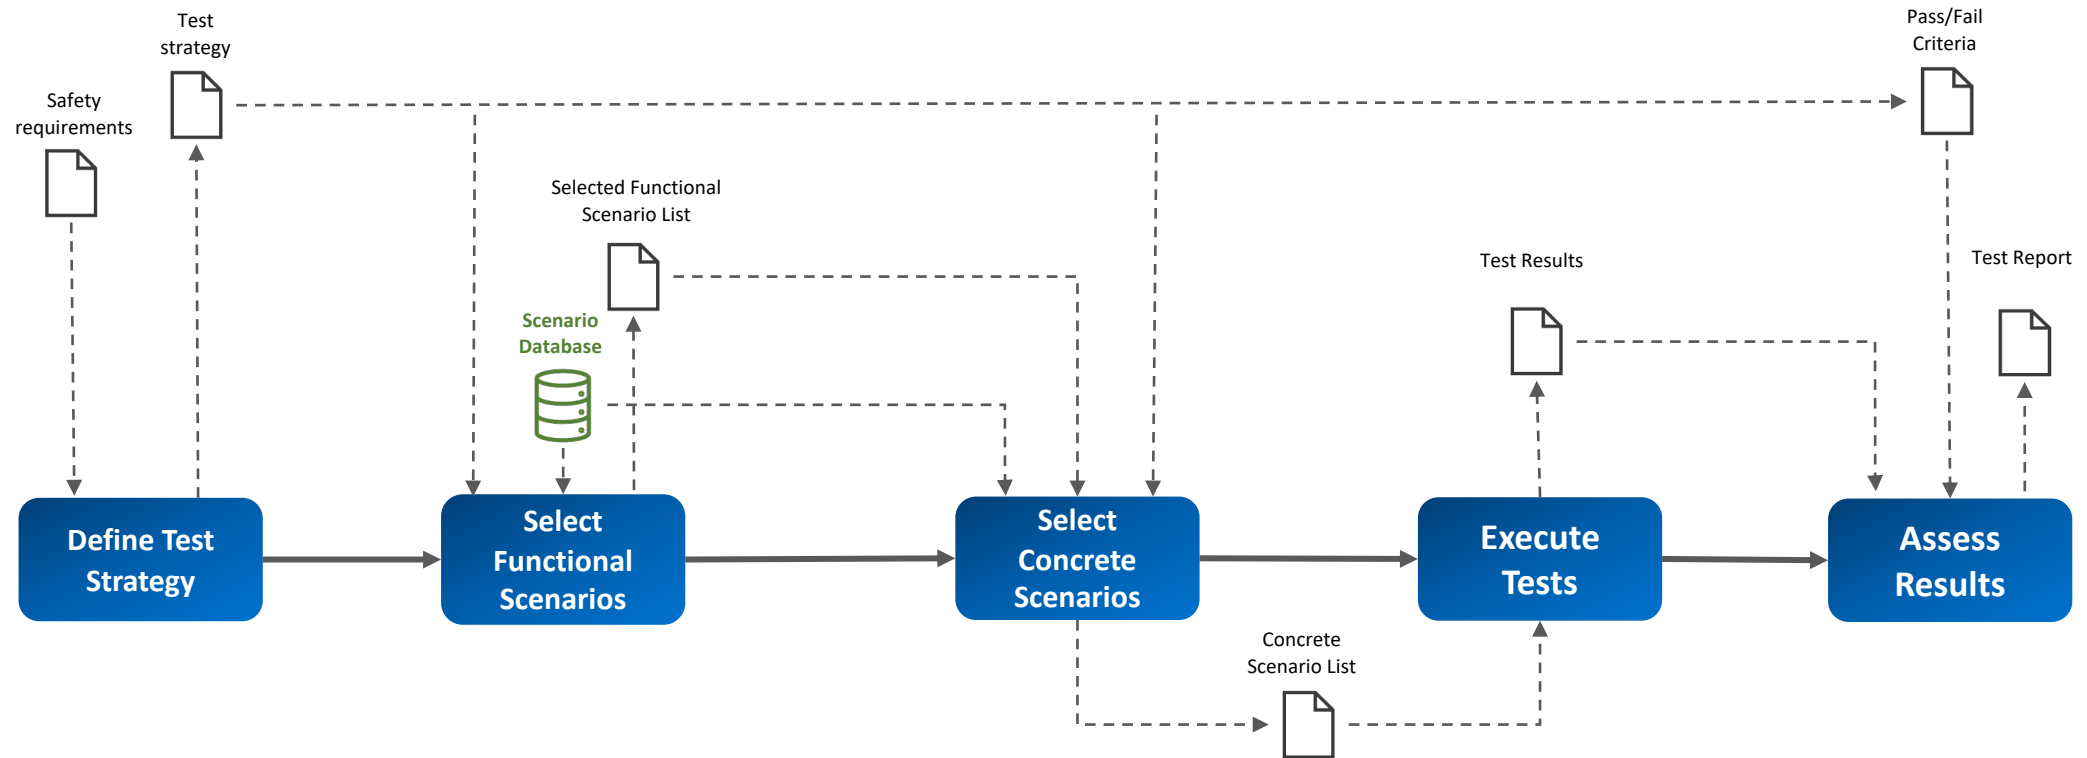 Test
strategy
Pass/Fail
Criteria
Safety
requirements
Selected Functional
Scenario List
Test Results
Test Report
Scenario
Database
Define Test
Strategy
Select
Functional
Scenarios
Select
Concrete
Scenarios
Execute
Tests
Assess
Results
Concrete
Scenario List